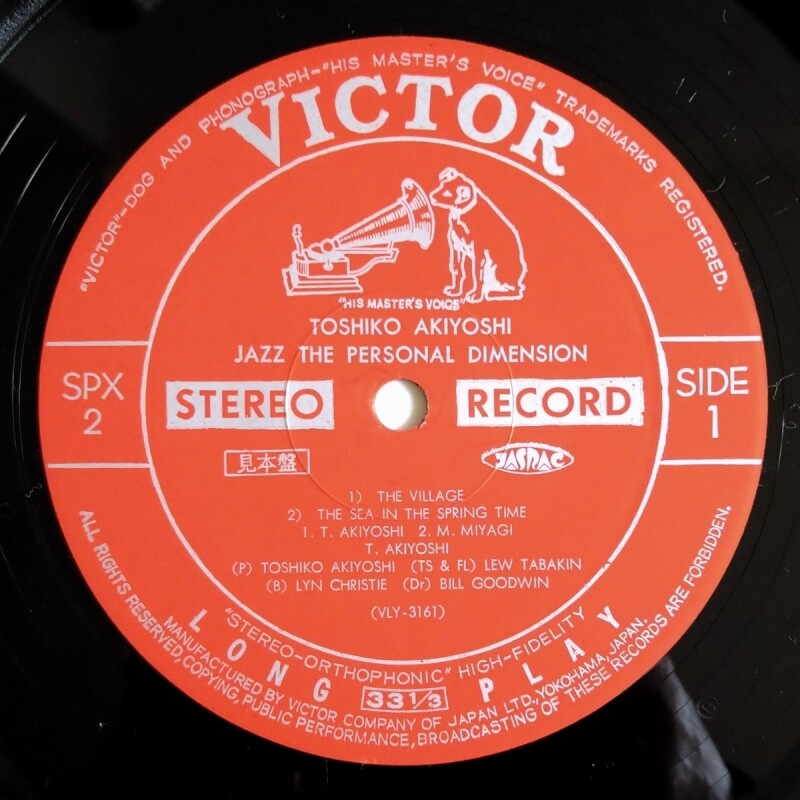 "VICTOR"-DOG AND PHONOGRAPH-"HIS MASTER'S VOICE" TRADEMARKS REGISTERED.
VICTOR
"HIS MASTER'S VOICE"
TOSHIKO AKIYOSHI
JAZZ THE PERSONAL DIMENSION
SPX
2
STEREO RECORD
SIDE
1
見本盤
JASRAC
1) THE VILLAGE
2) THE SEA IN THE SPRING TIME
1. T. AKIYOSHI 2. M. MIYAGI
T. AKIYOSHI
(P) TOSHIKO AKIYOSHI (TS & FL) LEW TABAKIN
(B) LYN CHRISTIE (Dr) BILL GOODWIN
(VLY-3161)
"STEREO-ORTHOPHONIC" HIGH-FIDELITY
LONG 33 1/3 PLAY
MANUFACTURED BY VICTOR COMPANY OF JAPAN LTD., YOKOHAMA, JAPAN.
ALL RIGHTS RESERVED, COPYING, PUBLIC PERFORMANCE, BROADCASTING OF THESE RECORDS ARE FORBIDDEN.